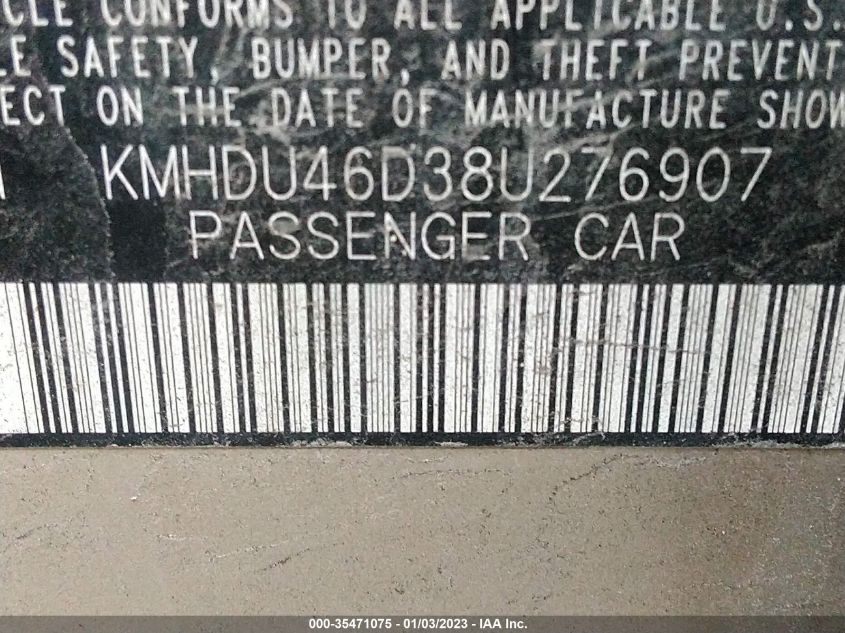 CLE CONFORMS TO ALL APPLICABLE U.S.
LE SAFETY, BUMPER, AND THEFT PREVENT
ECT ON THE DATE OF MANUFACTURE SHOW
KMHDU46D38U276907
PASSENGER CAR
000-35471075 - 01/03/2023 - © IAA Inc.